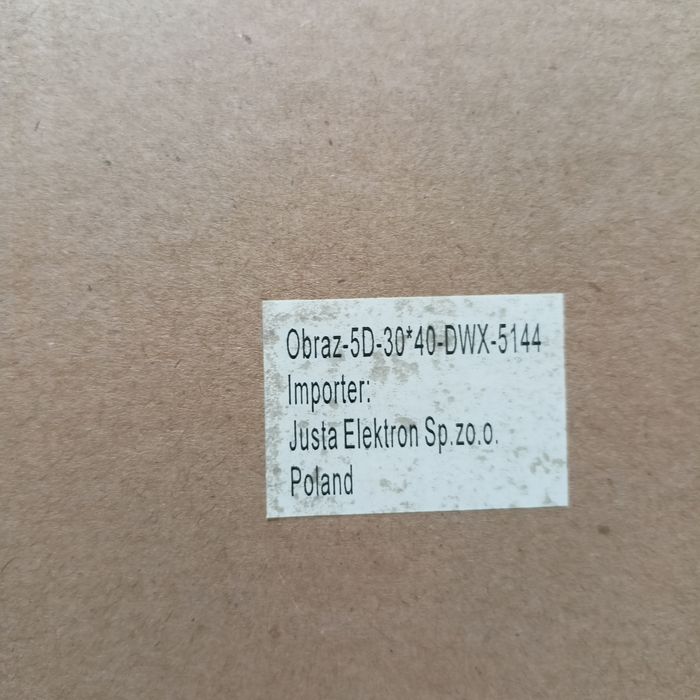 Obraz-5D-30*40-DWX-5144
Importer:
Justa Elektron Sp.zo.o.
Poland